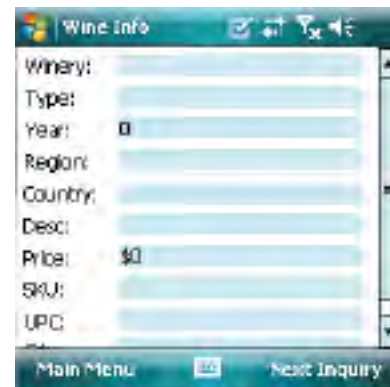 Wine Info
Winery:
Type:
Year: 0
Region:
Country:
Desc:
Price: $0
SKU:
UPC:
Main Menu Next Inquiry